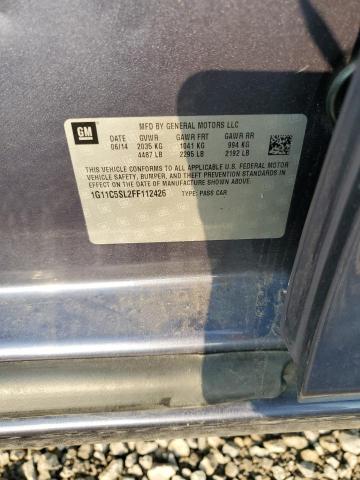 GM
MFD BY GENERAL MOTORS LLC
DATE GVWR GAWR FRT GAWR RR
06/14 2035 KG 1041 KG 994 KG
4487 LB 2295 LB 2192 LB
THIS VEHICLE CONFORMS TO ALL APPLICABLE U.S. FEDERAL MOTOR
VEHICLE SAFETY, BUMPER, AND THEFT PREVENTION STANDARDS IN
EFFECT ON THE DATE OF MANUFACTURE SHOWN ABOVE.
1G11C5SL2FF112426 TYPE: PASS CAR